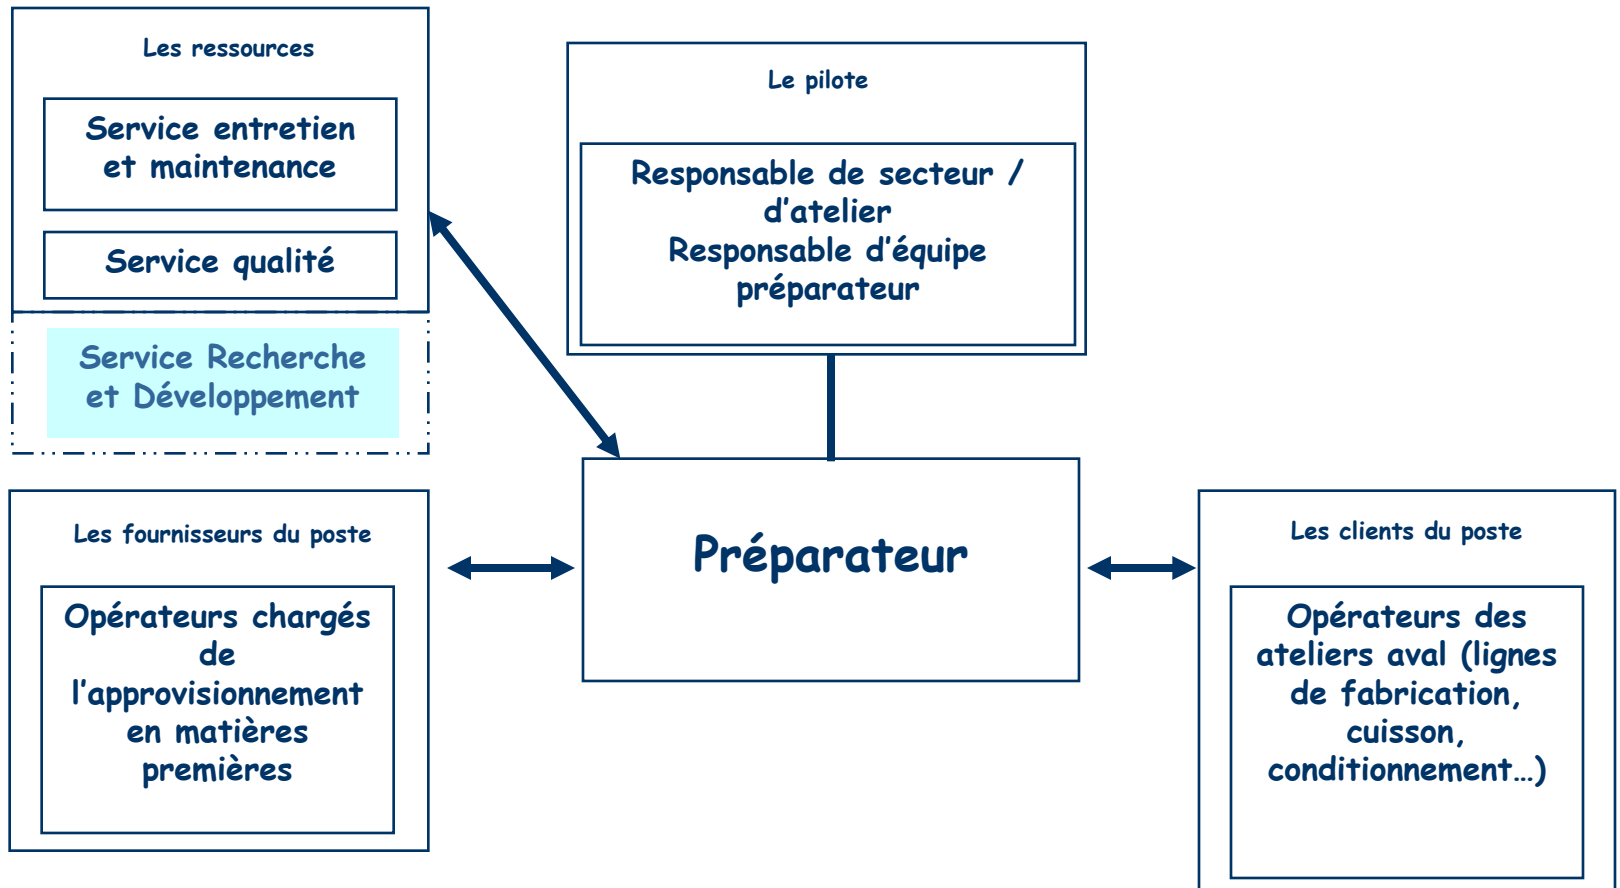 Les ressources
Service entretien
et maintenance
Service qualité
Service Recherche
et Développement
Le pilote
Responsable de secteur /
d'atelier
Responsable d'équipe
préparateur
Préparateur
Les fournisseurs du poste
Opérateurs chargés
de
l'approvisionnement
en matières
premières
Les clients du poste
Opérateurs des
ateliers aval (lignes
de fabrication,
cuisson,
conditionnement…)